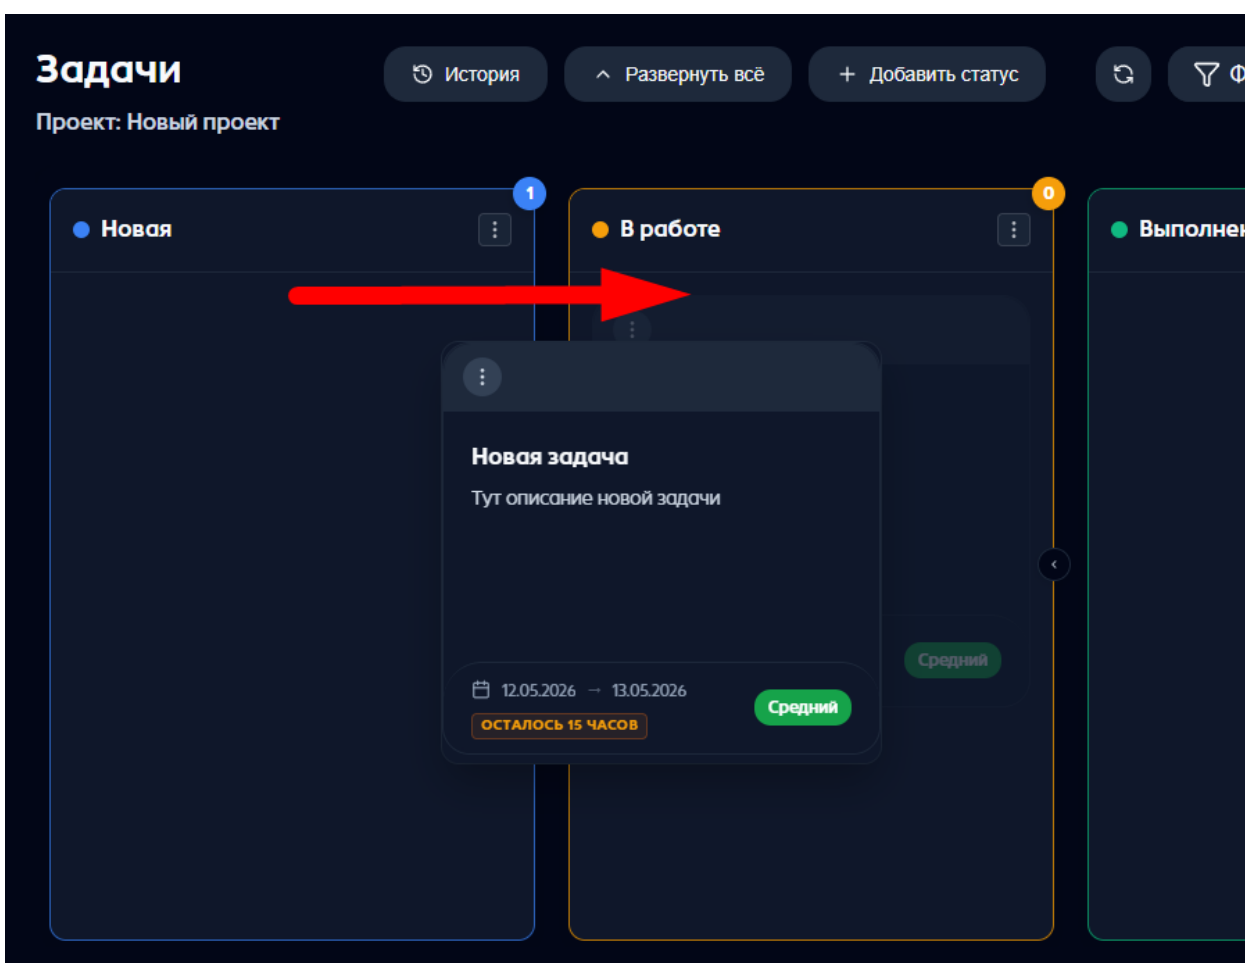 Задачи
История
Развернуть всё
+ Добавить статус
Ф
Проект: Новый проект
1
0
Новая
В работе
Выполнен
Новая задача
Тут описание новой задачи
Средний
12.05.2026 → 13.05.2026
ОСТАЛОСЬ 15 ЧАСОВ
Средний